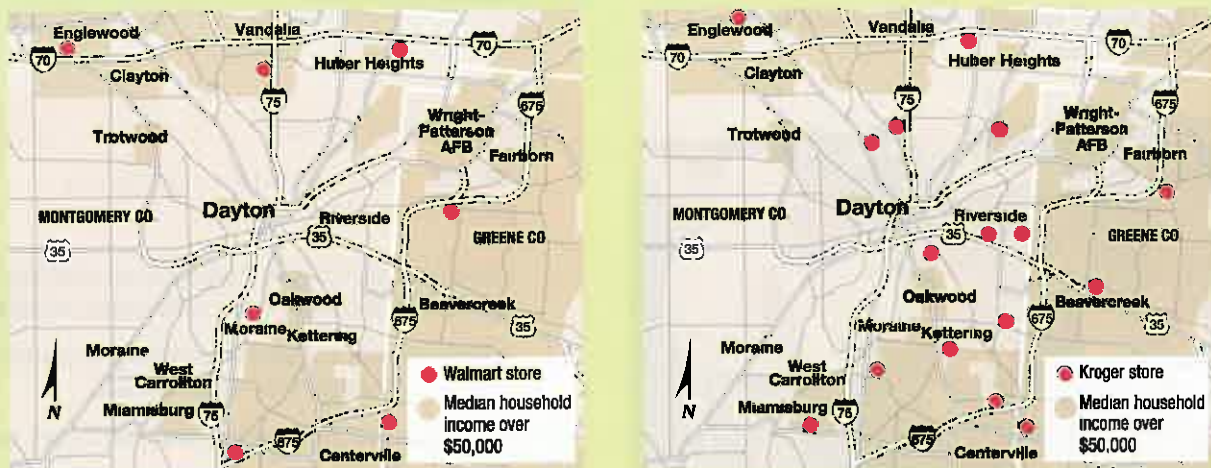 Englewood
Vandalia
70
70
Clayton
Huber Heights
75
675
Wright-
Patterson
AFB
Trotwood
Fairborn
Dayton
MONTGOMERY CO
Riverside
35
35
GREENE CO
Oakwood
Beavercreek
Moraine
Kettering
675
35
Moraine
West
Carrollton
Miamisburg
75
675
Centerville
N
Walmart store
Median household
income over
$50,000
Englewood
Vandalia
70
70
Clayton
Huber Heights
75
675
Wright-
Patterson
AFB
Trotwood
Fairborn
Dayton
MONTGOMERY CO
Riverside
35
35
GREENE CO
Oakwood
Beavercreek
Moraine
Kettering
675
35
Moraine
West
Carrollton
Miamisburg
75
675
Centerville
N
Kroger store
Median household
income over
$50,000